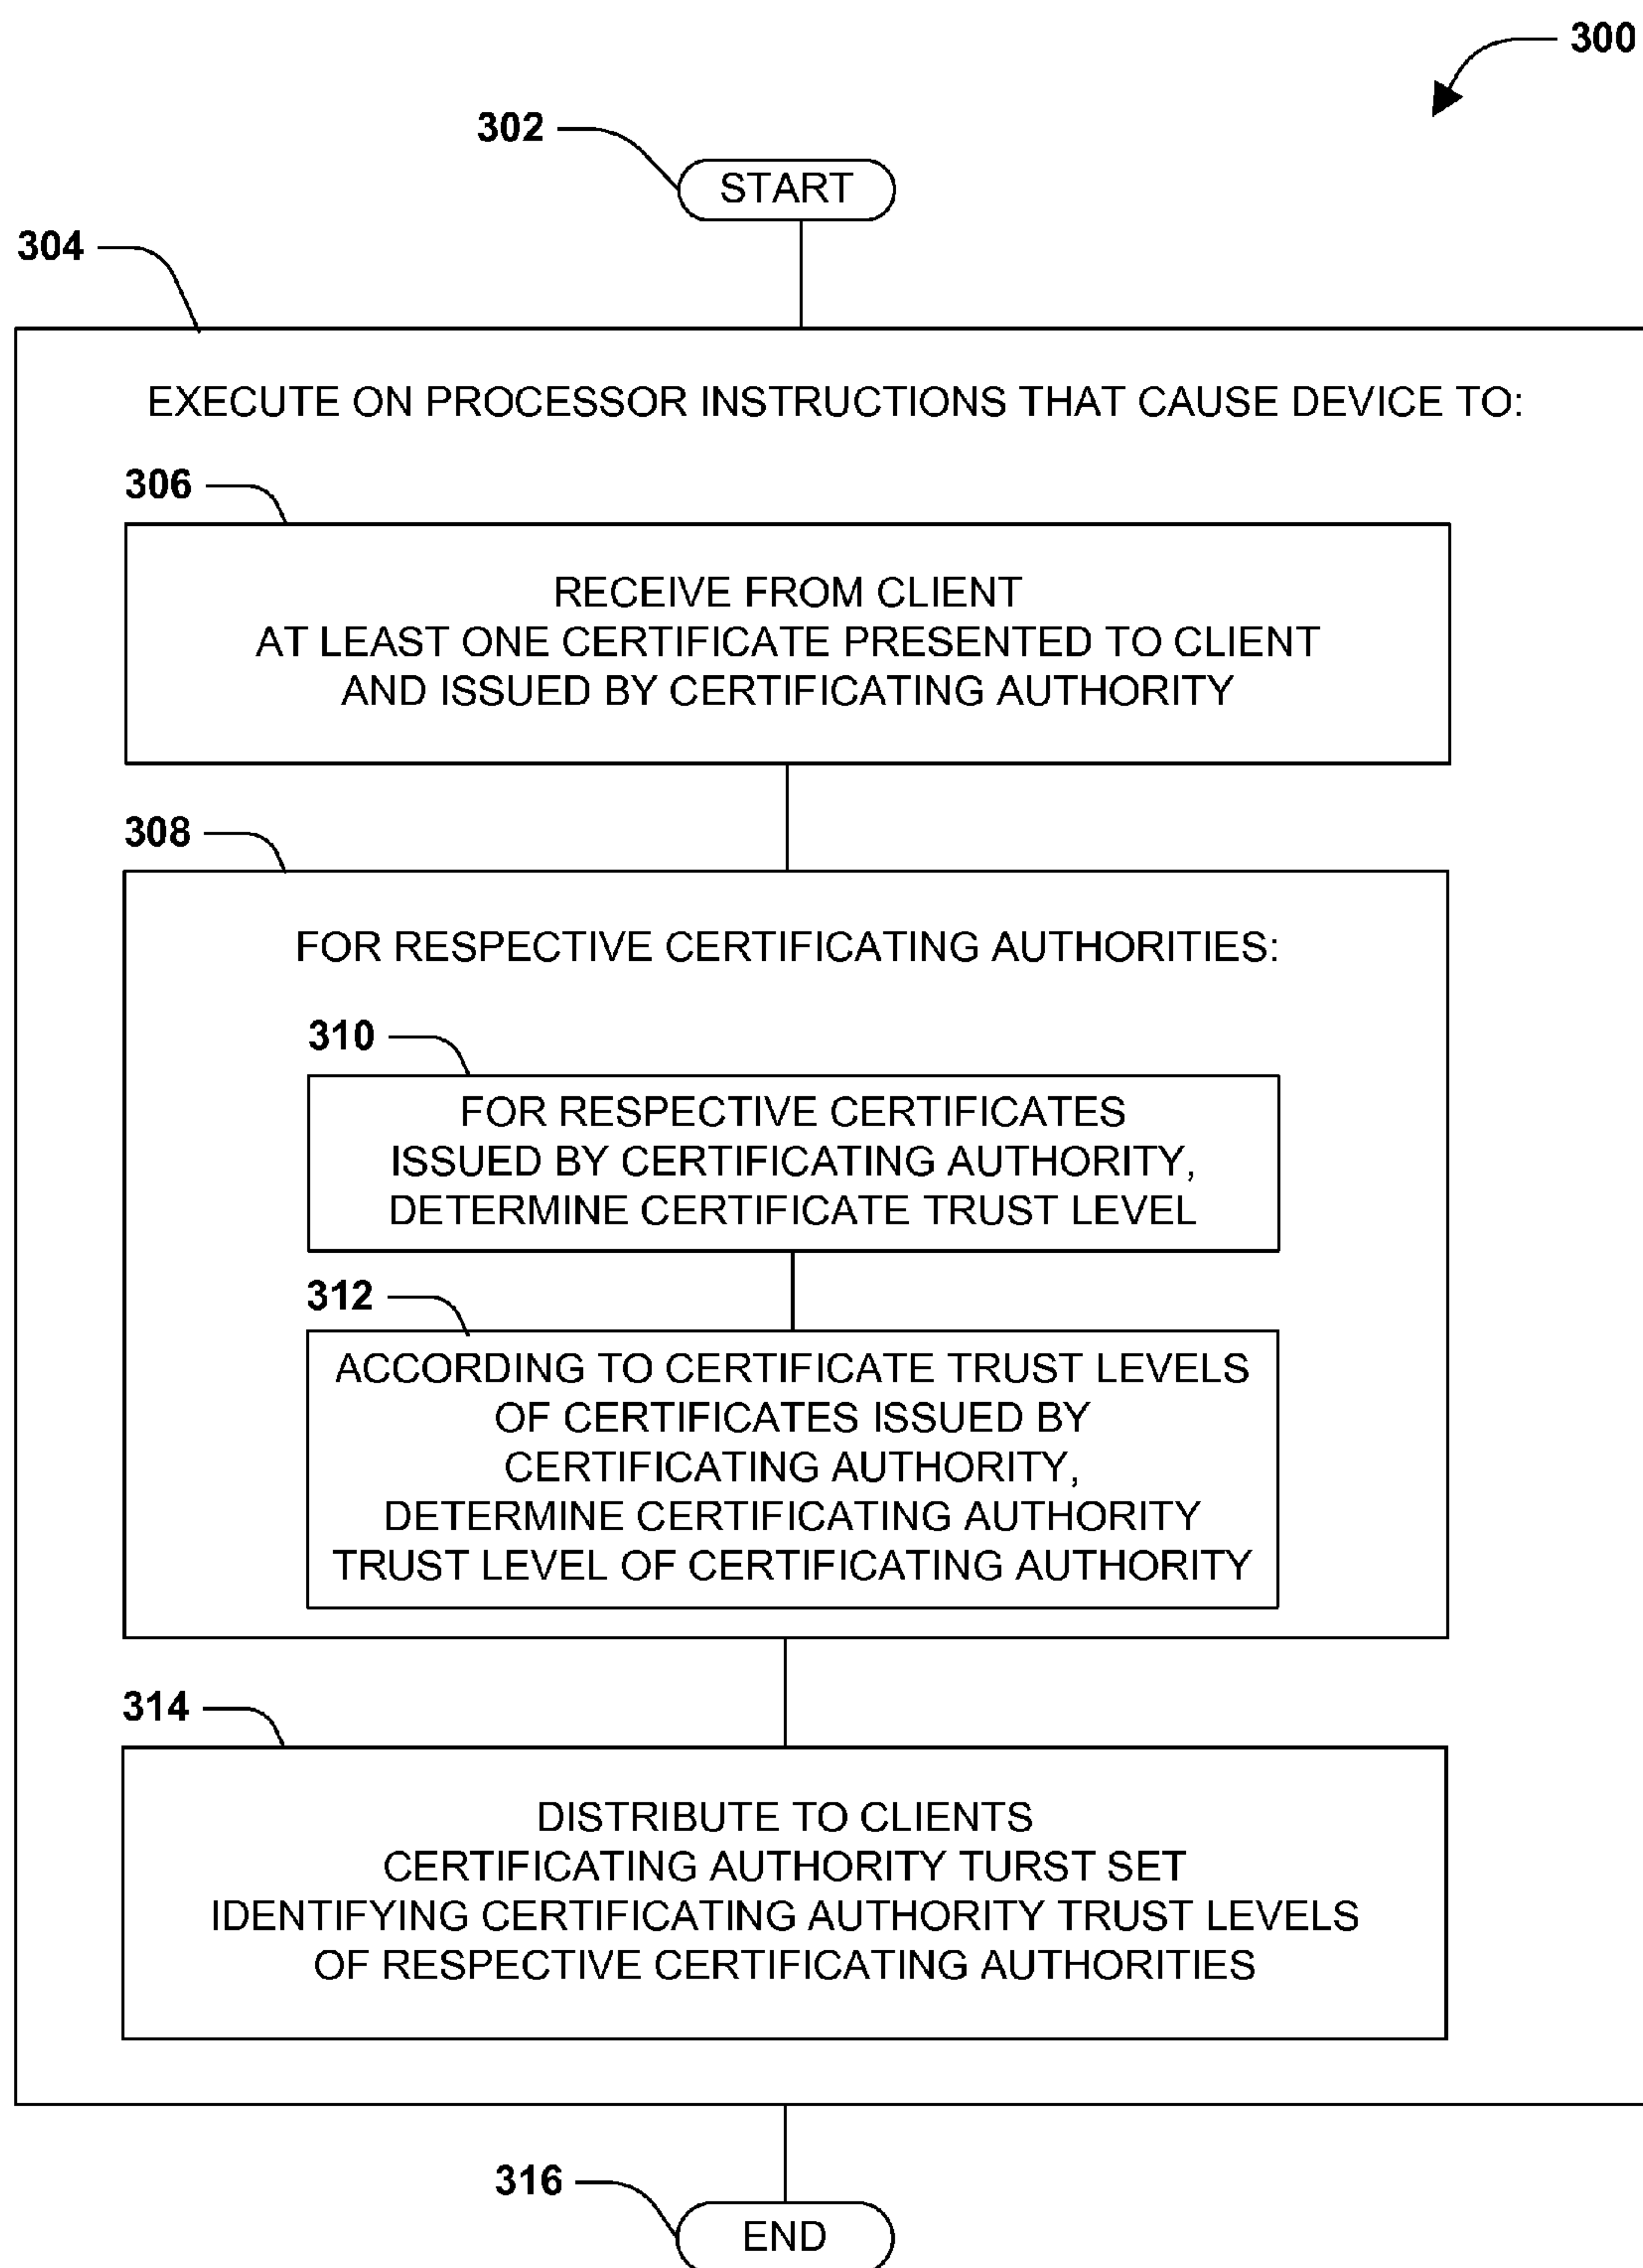 300
302
START
304
EXECUTE ON PROCESSOR INSTRUCTIONS THAT CAUSE DEVICE TO:
306
RECEIVE FROM CLIENT
AT LEAST ONE CERTIFICATE PRESENTED TO CLIENT
AND ISSUED BY CERTIFICATING AUTHORITY
308
FOR RESPECTIVE CERTIFICATING AUTHORITIES:
310
FOR RESPECTIVE CERTIFICATES
ISSUED BY CERTIFICATING AUTHORITY,
DETERMINE CERTIFICATE TRUST LEVEL
312
ACCORDING TO CERTIFICATE TRUST LEVELS
OF CERTIFICATES ISSUED BY
CERTIFICATING AUTHORITY,
DETERMINE CERTIFICATING AUTHORITY
TRUST LEVEL OF CERTIFICATING AUTHORITY
314
DISTRIBUTE TO CLIENTS
CERTIFICATING AUTHORITY TURST SET
IDENTIFYING CERTIFICATING AUTHORITY TRUST LEVELS
OF RESPECTIVE CERTIFICATING AUTHORITIES
316
END